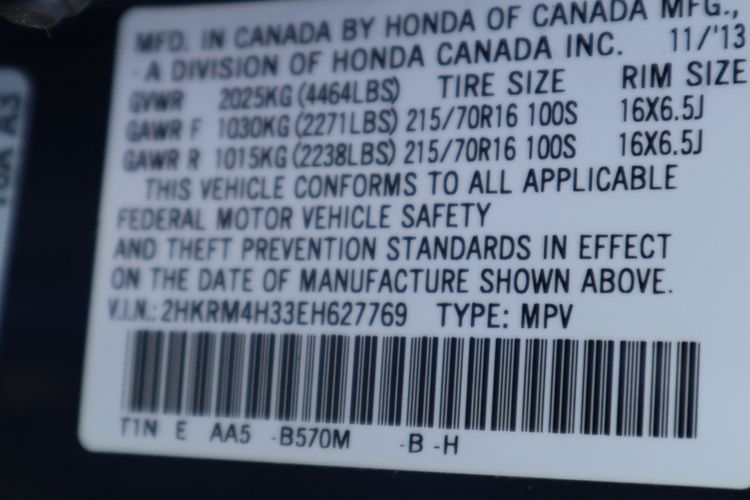 MFD. IN CANADA BY HONDA OF CANADA MFG.,
A DIVISION OF HONDA CANADA INC. 11/'13
GVWR 2025KG (4464LBS) TIRE SIZE RIM SIZE
GAWR F 1030KG (2271LBS) 215/70R16 100S 16X6.5J
GAWR R 1015KG (2238LBS) 215/70R16 100S 16X6.5J
THIS VEHICLE CONFORMS TO ALL APPLICABLE
FEDERAL MOTOR VEHICLE SAFETY
AND THEFT PREVENTION STANDARDS IN EFFECT
ON THE DATE OF MANUFACTURE SHOWN ABOVE.
V.I.N.: 2HKRM4H33EH627769 TYPE: MPV
T1N E AA5 -B570M -B -H